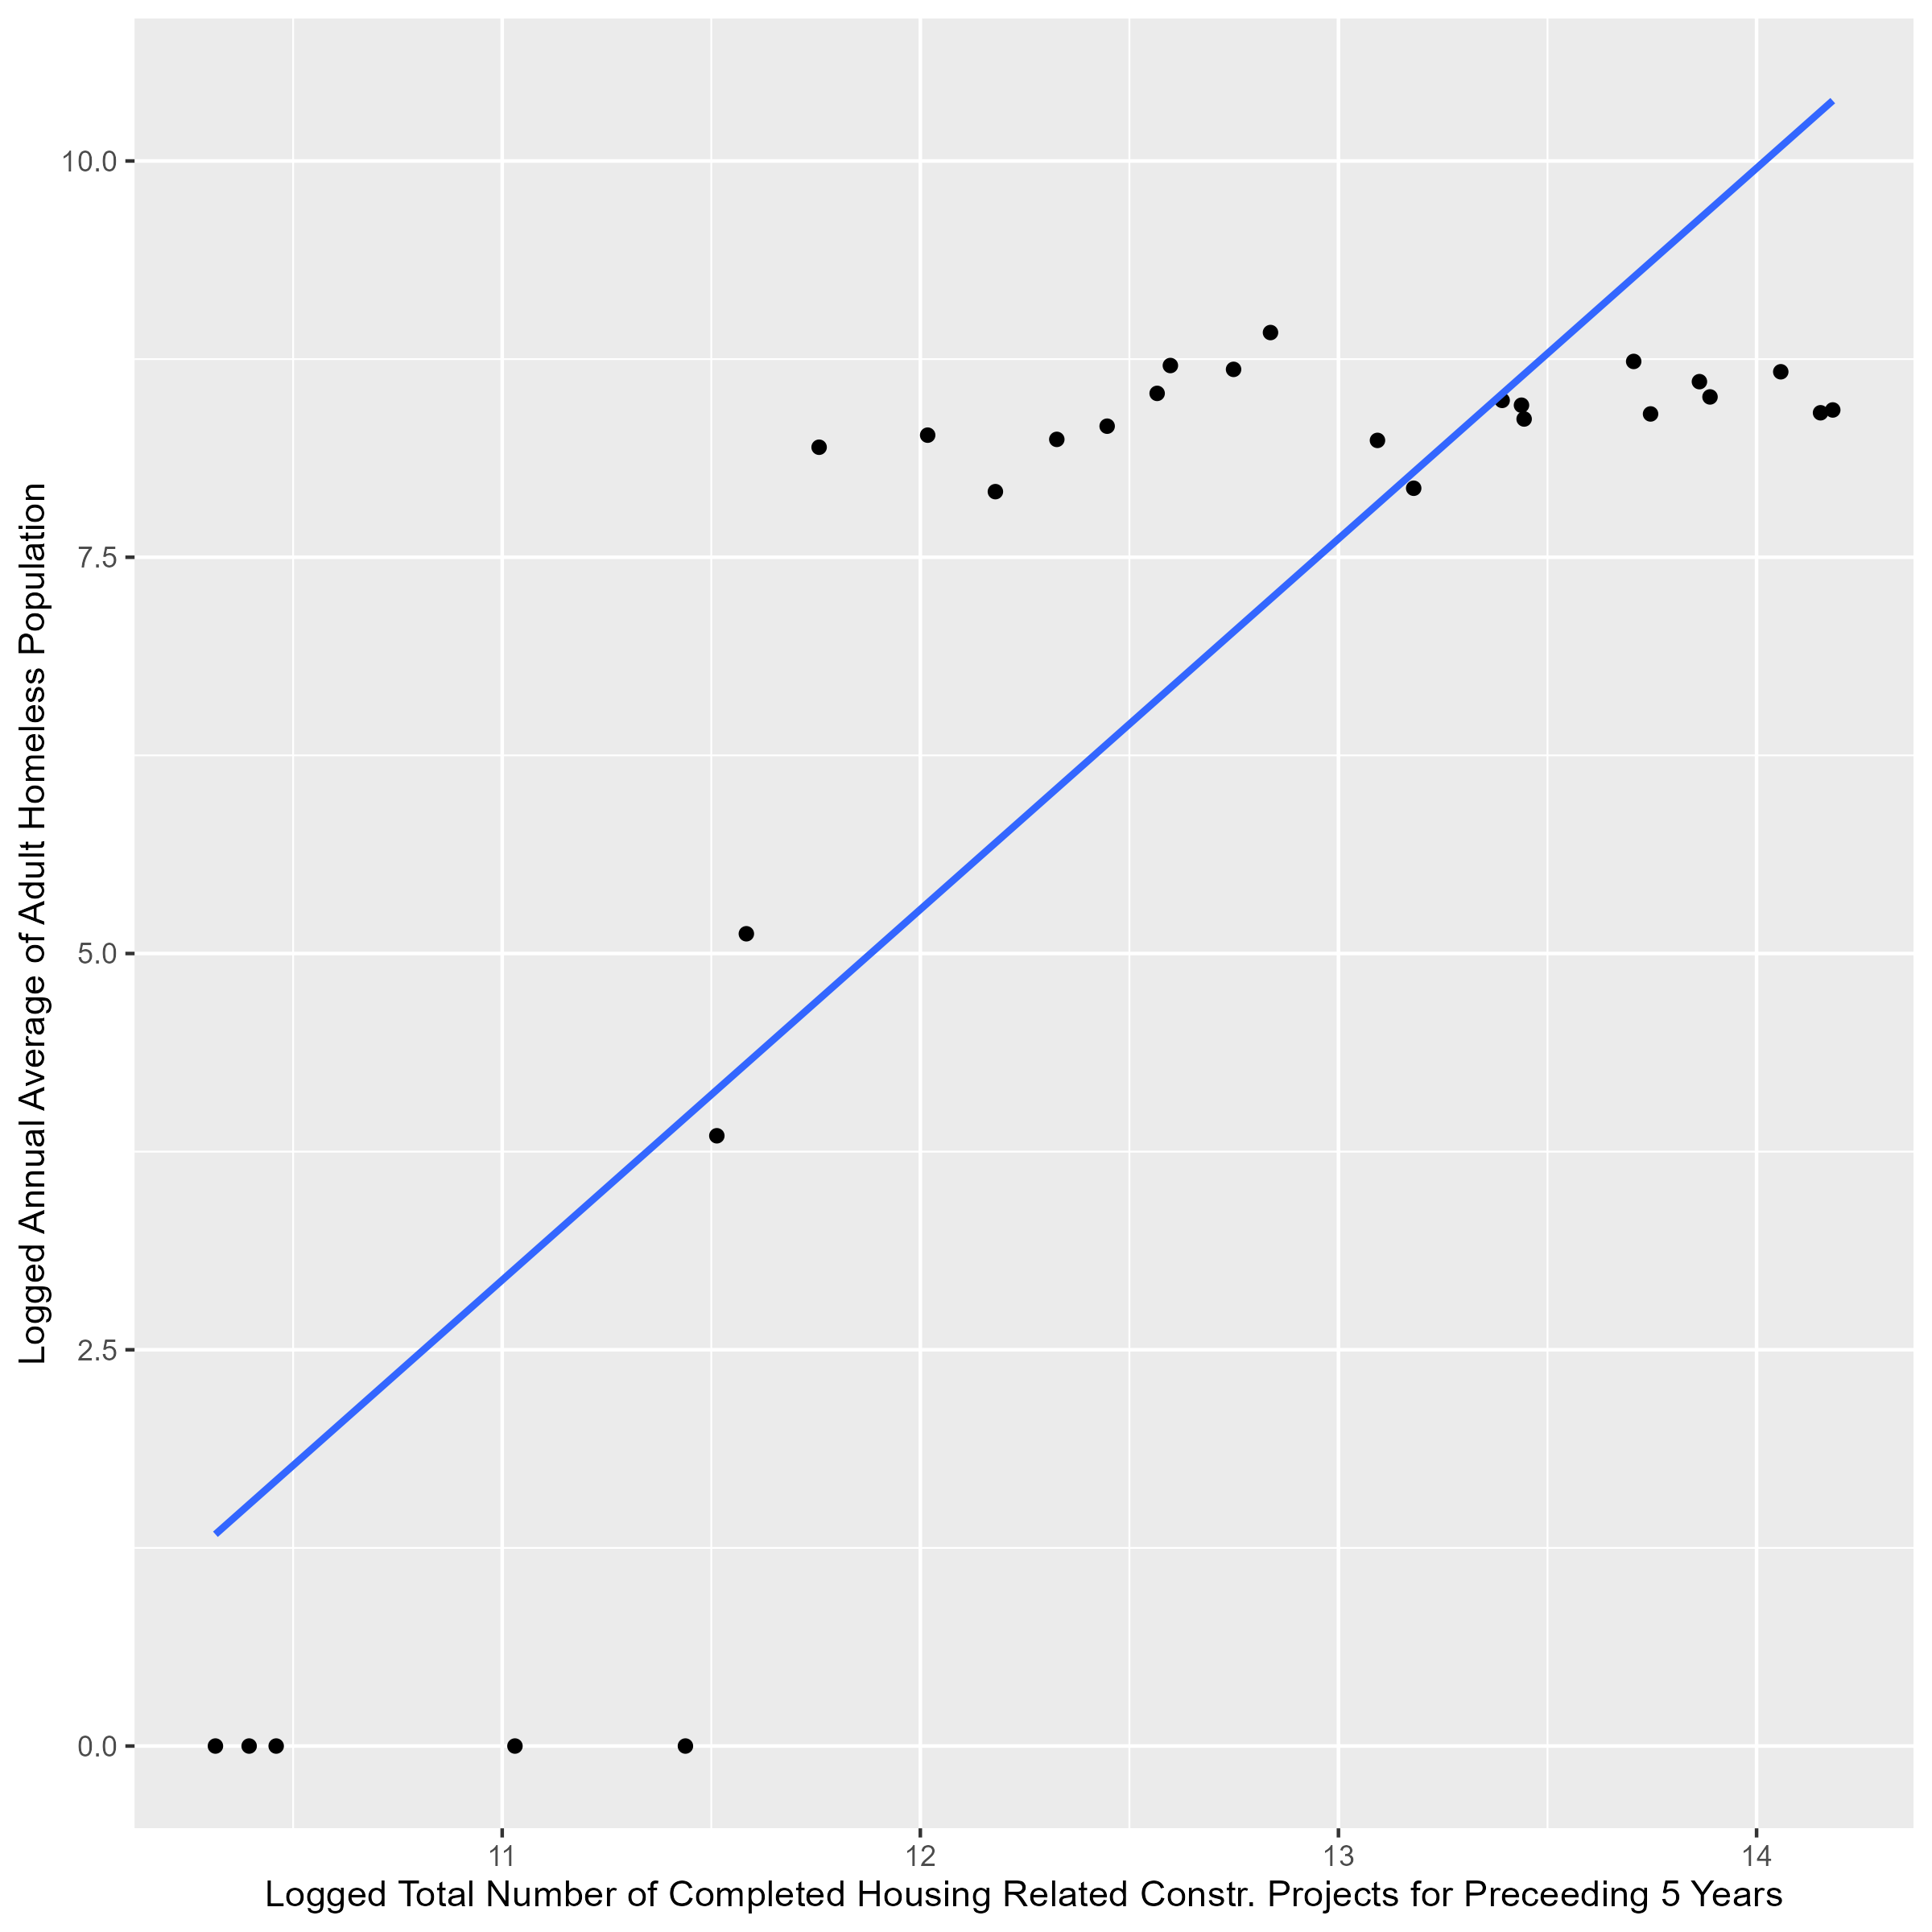 Logged Annual Average of Adult Homeless Population
10.0
7.5
5.0
2.5
0.0
11 12 13 14
Logged Total Number of Completed Housing Related Constr. Projects for Preceeding 5 Years